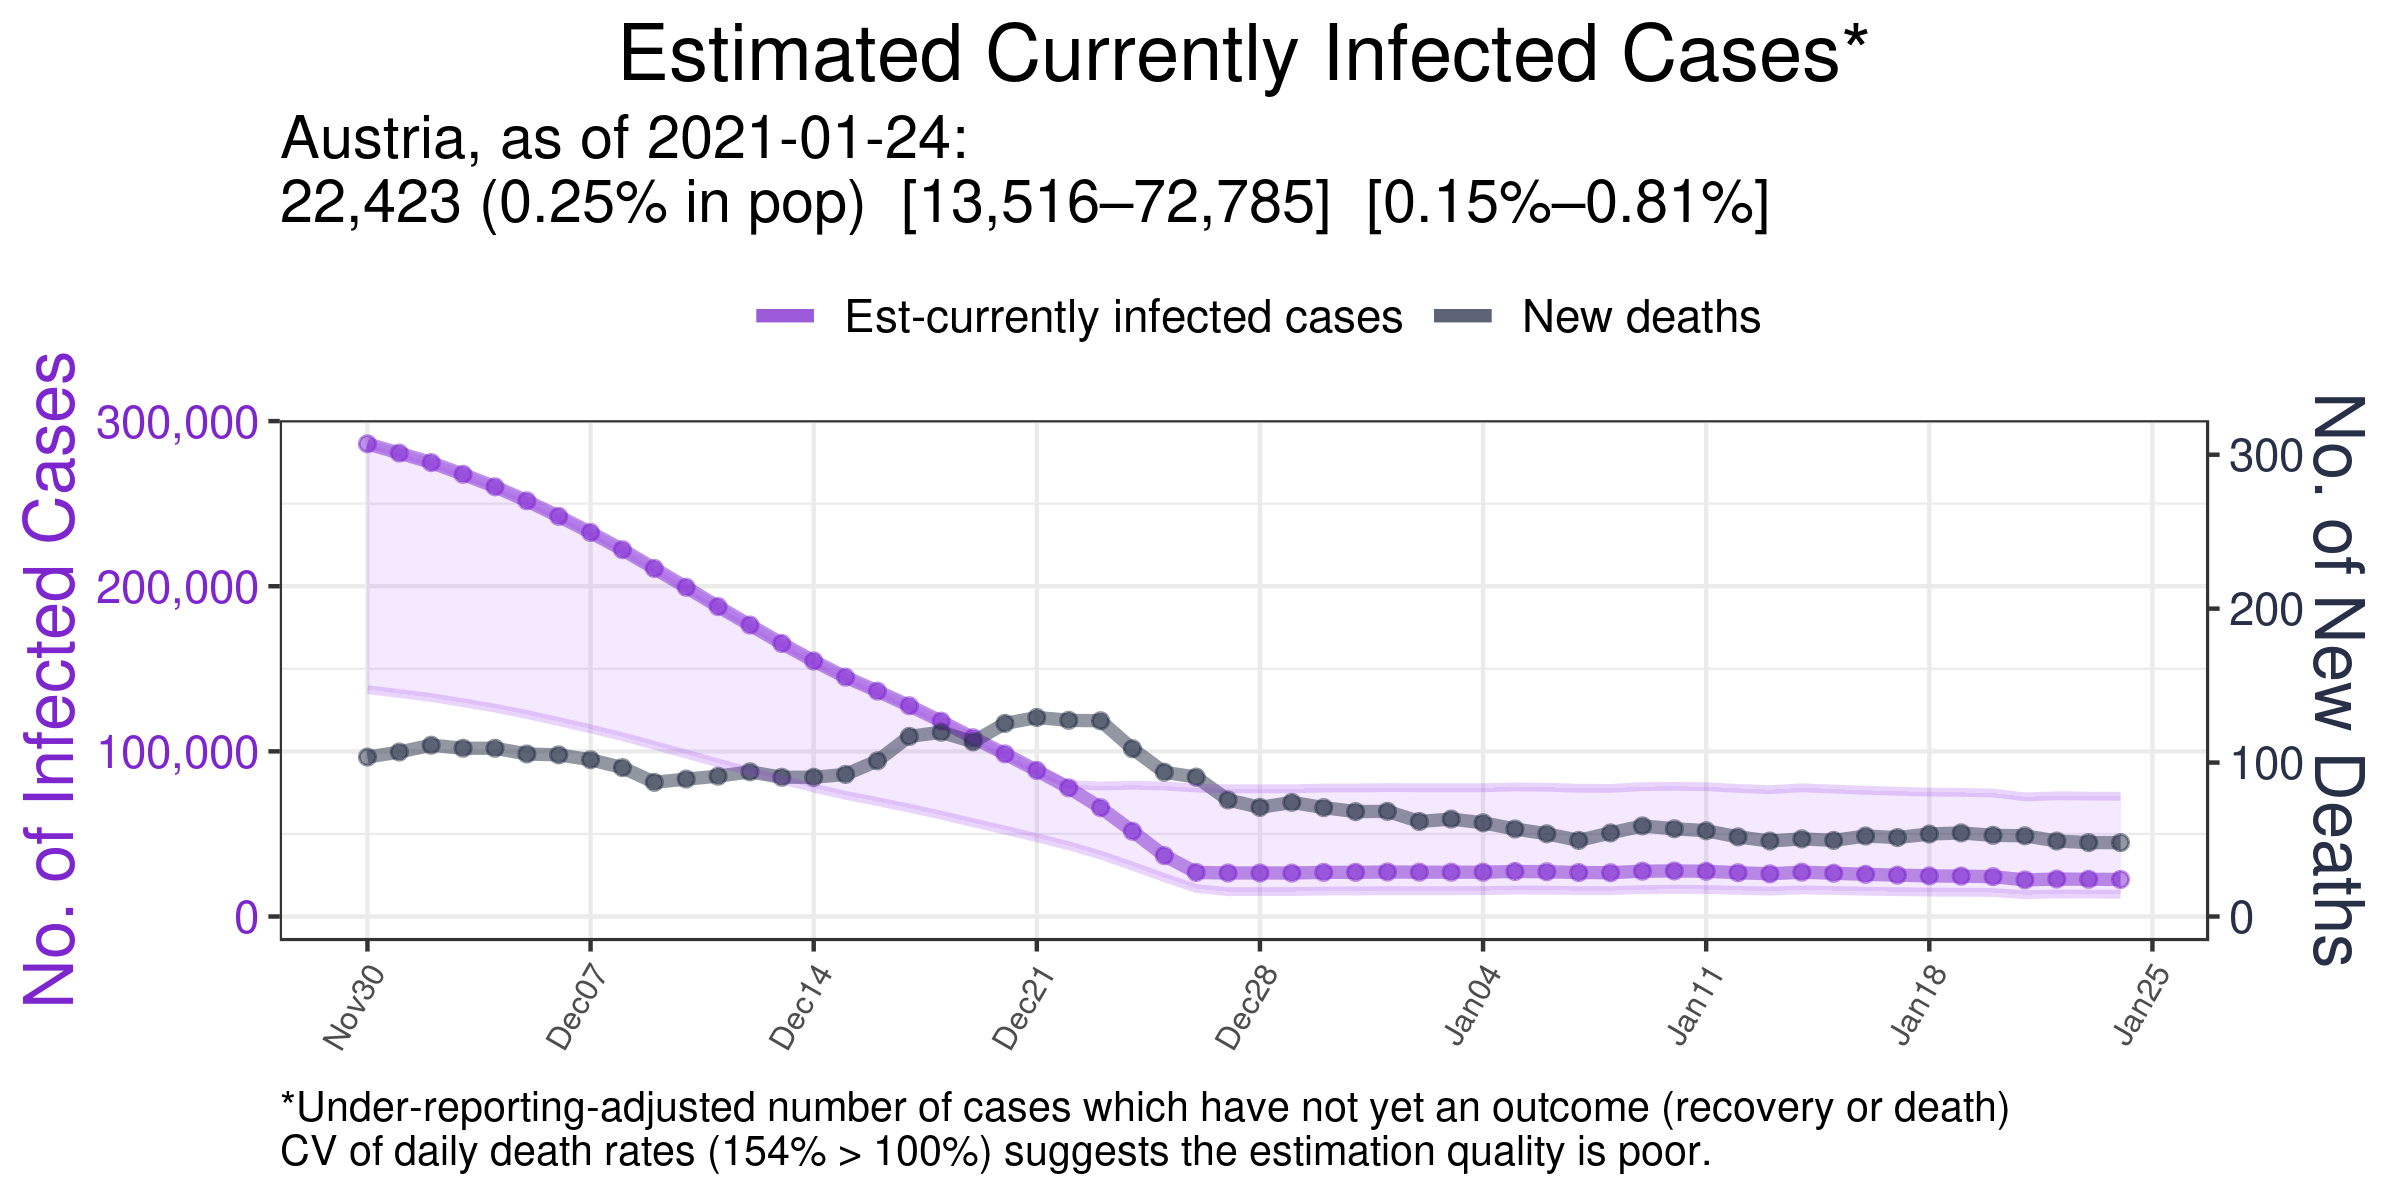 Estimated Currently Infected Cases*
Austria, as of 2021-01-24:
22,423 (0.25% in pop)  [13,516–72,785]  [0.15%–0.81%]
Est-currently infected cases
New deaths
No. of Infected Cases
300,000
200,000
100,000
0
No. of New Deaths
300
200
100
0
Nov30
Dec07
Dec14
Dec21
Dec28
Jan04
Jan11
Jan18
Jan25
*Under-reporting-adjusted number of cases which have not yet an outcome (recovery or death)
CV of daily death rates (154% > 100%) suggests the estimation quality is poor.